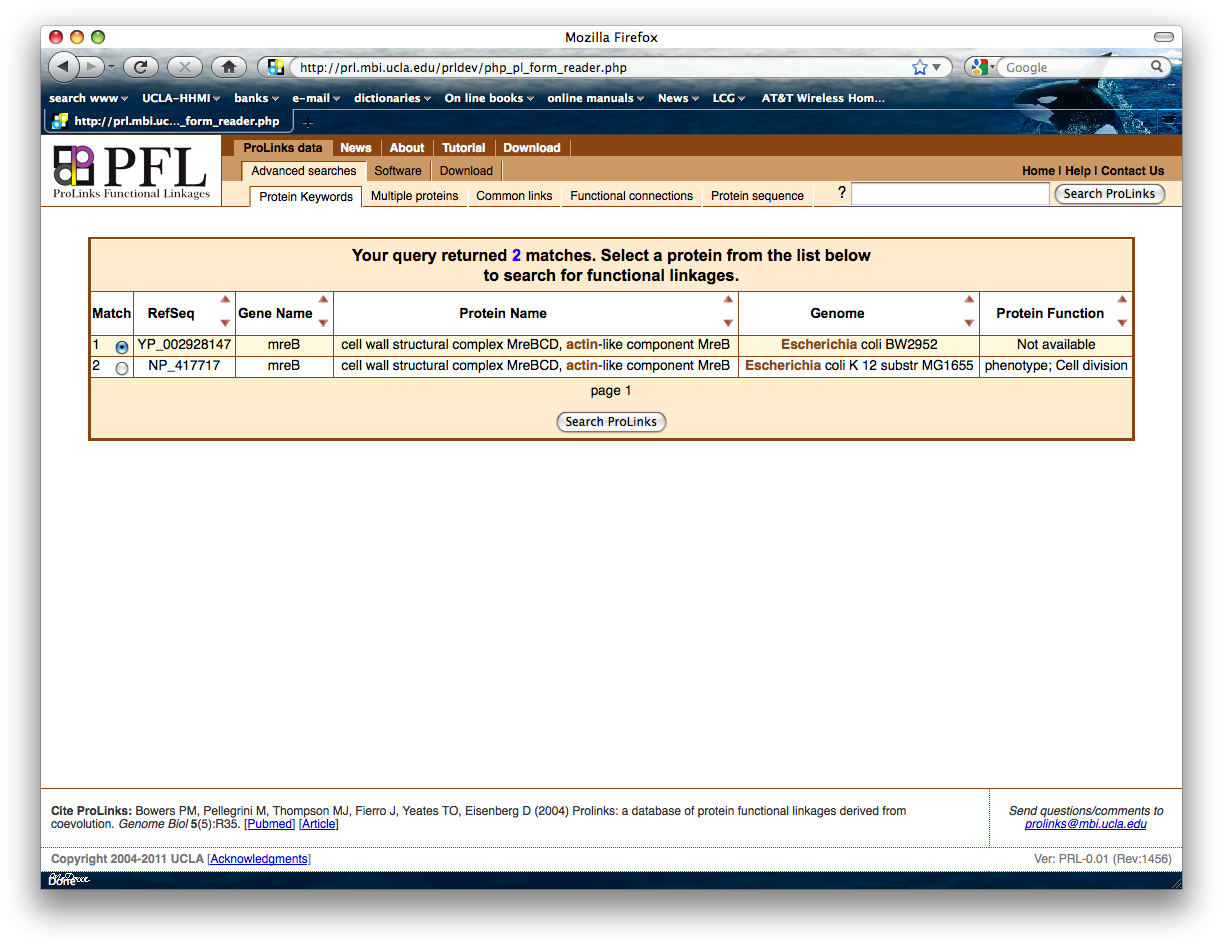 Mozilla Firefox
http://prl.mbi.ucla.edu/prldev/php_pl_form_reader.php
Google
search www UCLA-HHMI banks e-mail dictionaries On line books online manuals News LCG AT&T Wireless Hom...
http://prl.mbi.uc..._form_reader.php
PFL
ProLinks Functional Linkages
ProLinks data News About Tutorial Download
Advanced searches Software Download
Home | Help | Contact Us
Protein Keywords Multiple proteins Common links Functional connections Protein sequence ? Search ProLinks
Your query returned 2 matches. Select a protein from the list below
to search for functional linkages.
Match RefSeq Gene Name Protein Name Genome Protein Function
1 YP_002928147 mreB cell wall structural complex MreBCD, actin-like component MreB Escherichia coli BW2952 Not available
2 NP_417717 mreB cell wall structural complex MreBCD, actin-like component MreB Escherichia coli K 12 substr MG1655 phenotype; Cell division
page 1
Search ProLinks
Cite ProLinks: Bowers PM, Pellegrini M, Thompson MJ, Fierro J, Yeates TO, Eisenberg D (2004) Prolinks: a database of protein functional linkages derived from
coevolution. Genome Biol 5(5):R35. [Pubmed] [Article]
Send questions/comments to
prolinks@mbi.ucla.edu
Copyright 2004-2011 UCLA [Acknowledgments]
Ver: PRL-0.01 (Rev:1456)
Done